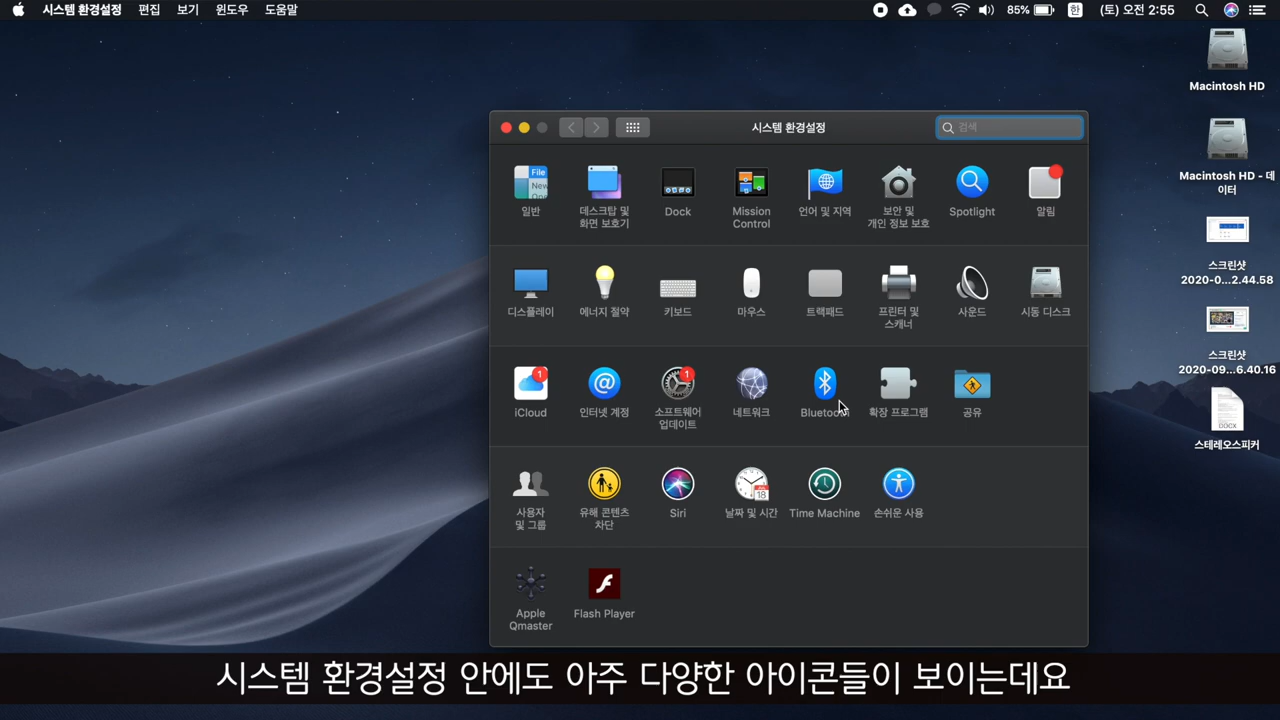 시스템 환경설정 편집 보기 윈도우 도움말 85% 한 (토) 오전 2:55
Macintosh HD
Macintosh HD - 데
이터
스크린샷
2020-0...2.44.58
스크린샷
2020-09...6.40.16
DOCX
스테레오스피커
시스템 환경설정
검색
File
New
일반
데스크탑 및
화면 보호기
Dock
Mission
Control
언어 및 지역
보안 및
개인 정보 보호
Spotlight
알림
디스플레이
에너지 절약
키보드
마우스
트랙패드
프린터 및
스캐너
사운드
시동 디스크
1
iCloud
@
인터넷 계정
1
소프트웨어
업데이트
네트워크
Bluetooth
확장 프로그램
공유
사용자
및 그룹
유해 콘텐츠
차단
Siri
JUL
18
날짜 및 시간
Time Machine
손쉬운 사용
Apple
Qmaster
Flash Player
시스템 환경설정 안에도 아주 다양한 아이콘들이 보이는데요